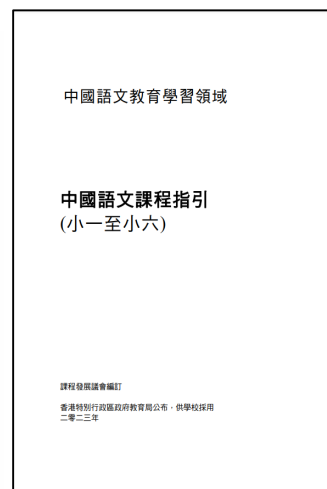 中國語文教育學習領域
中國語文課程指引
(小一至小六)
課程發展議會編訂
香港特別行政區政府教育局公布，供學校採用
二零二三年